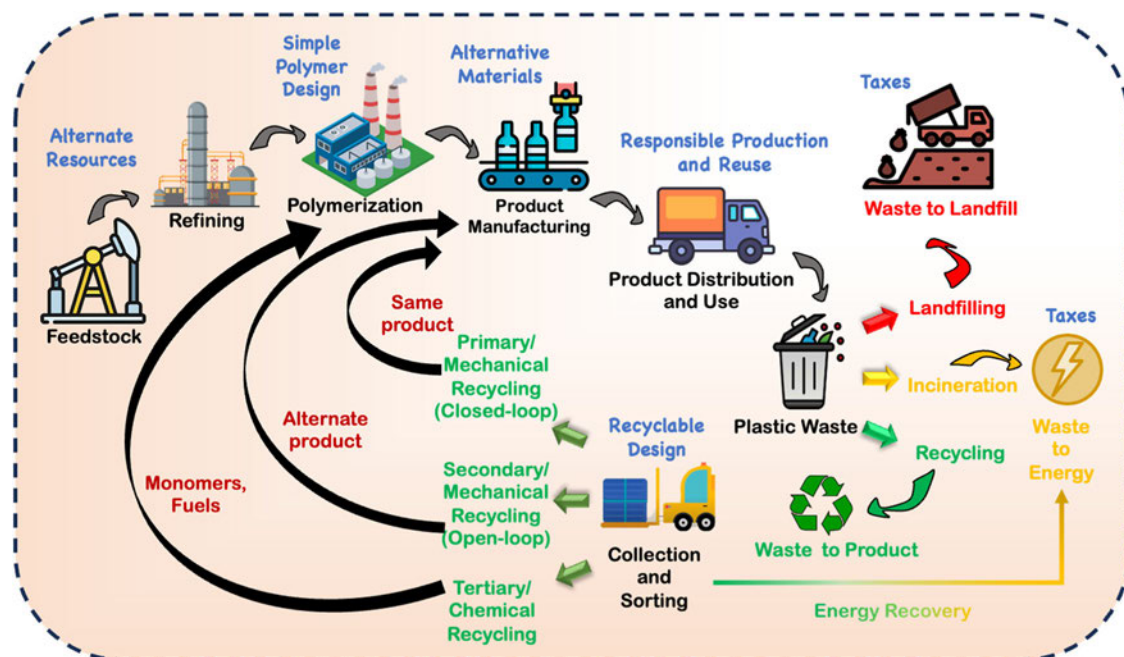 Simple
Polymer
Design
Alternative
Materials
Taxes
Alternate
Resources
Responsible Production
and Reuse
Refining
Polymerization
Product
Manufacturing
Waste to Landfill
Feedstock
Product Distribution
and Use
Same
product
Landfilling
Taxes
Primary/
Mechanical
Recycling
(Closed-loop)
Incineration
Alternate
product
Recyclable
Design
Plastic Waste
Waste
to
Energy
Recycling
Monomers,
Fuels
Secondary/
Mechanical
Recycling
(Open-loop)
Waste to Product
Collection
and
Sorting
Tertiary/
Chemical
Recycling
Energy Recovery